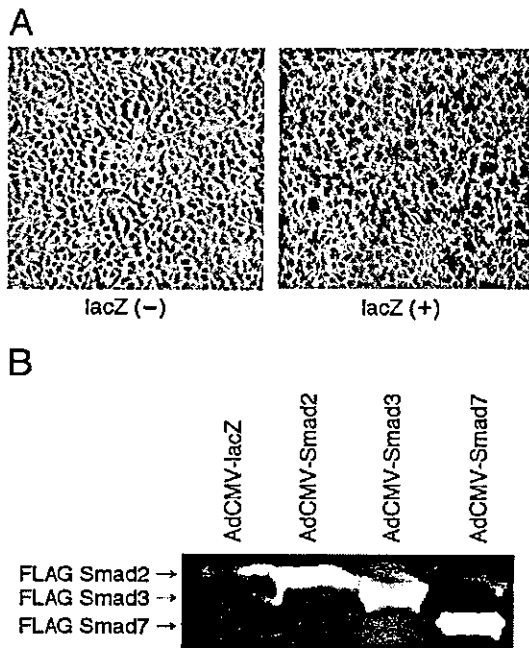 A
lacZ (-)
lacZ (+)
B
AdCMV-lacZ
AdCMV-Smad2
AdCMV-Smad3
AdCMV-Smad7
FLAG Smad2 →
FLAG Smad3 →
FLAG Smad7 →